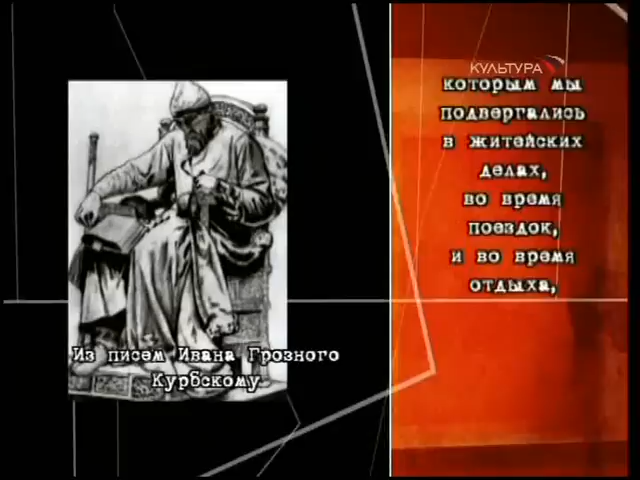 КУЛЬТУРА
которым мы
подвергались
в житейских
делах,
во время
поездок,
и во время
отдыха,
Из писем Ивана Грозного
Курбскому